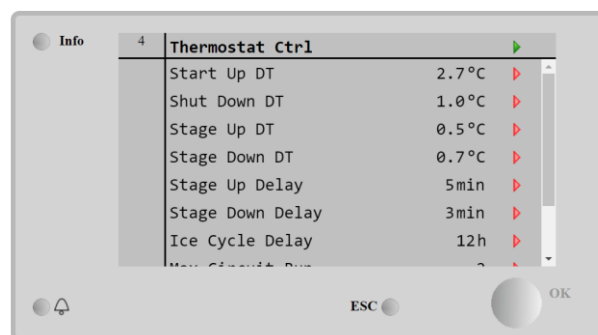 Info
4 Thermostat Ctrl
Start Up DT 2.7°C
Shut Down DT 1.0°C
Stage Up DT 0.5°C
Stage Down DT 0.7°C
Stage Up Delay 5min
Stage Down Delay 3min
Ice Cycle Delay 12h
ESC
OK